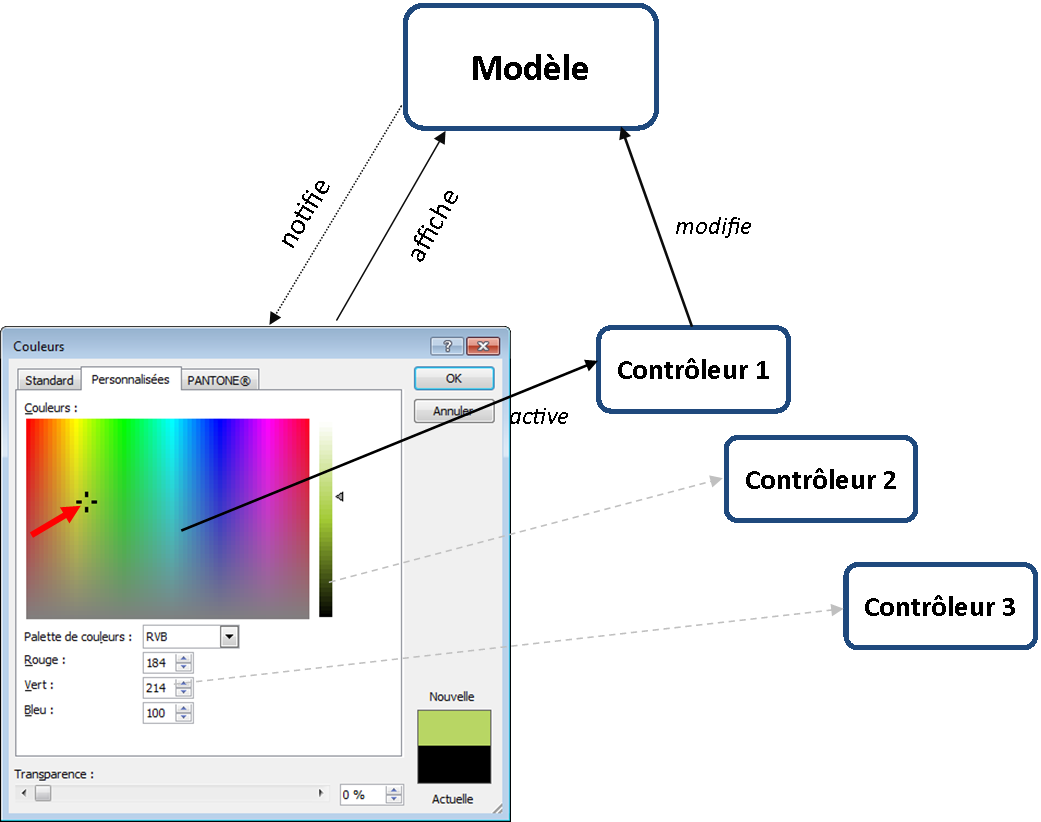 Modèle
notifie
affiche
modifie
Couleurs
Standard
Personnalisées
PANTONE®
OK
Annuler
Couleurs :
active
Contrôleur 1
Contrôleur 2
Contrôleur 3
Palette de couleurs : RVB
Rouge : 184
Vert : 214
Bleu : 100
Nouvelle
Actuelle
Transparence :
0 %